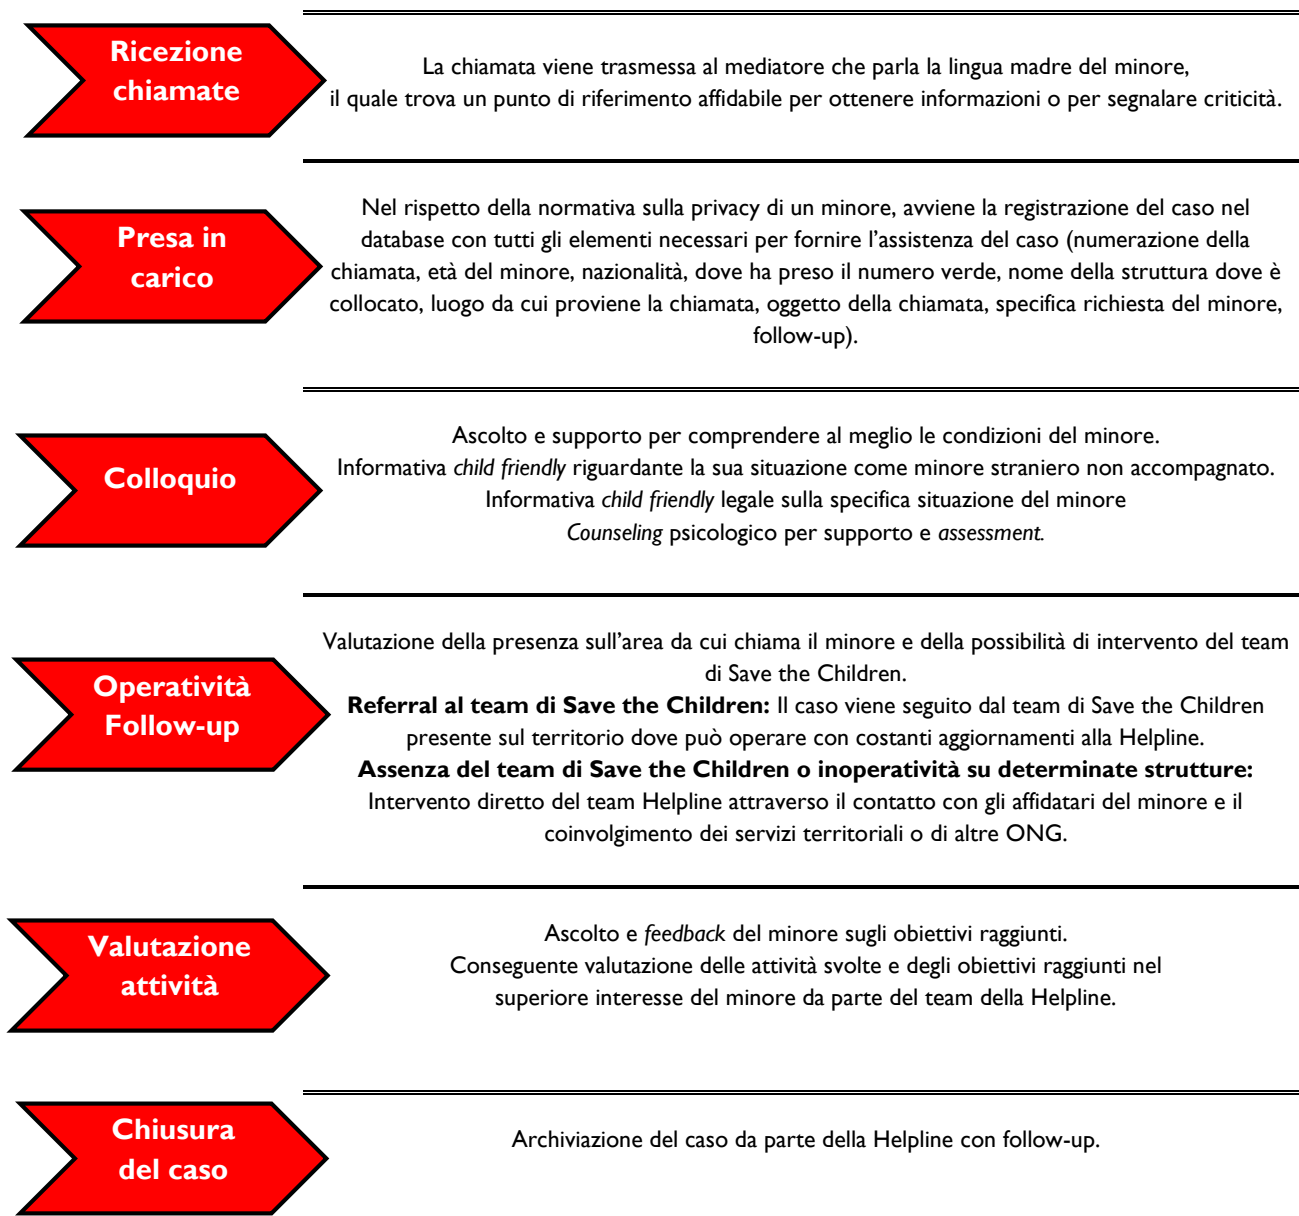 Ricezione
chiamate
La chiamata viene trasmessa al mediatore che parla la lingua madre del minore,
il quale trova un punto di riferimento affidabile per ottenere informazioni o per segnalare criticità.
Presa in
carico
Nel rispetto della normativa sulla privacy di un minore, avviene la registrazione del caso nel
database con tutti gli elementi necessari per fornire l’assistenza del caso (numerazione della
chiamata, età del minore, nazionalità, dove ha preso il numero verde, nome della struttura dove è
collocato, luogo da cui proviene la chiamata, oggetto della chiamata, specifica richiesta del minore,
follow-up).
Colloquio
Ascolto e supporto per comprendere al meglio le condizioni del minore.
Informativa child friendly riguardante la sua situazione come minore straniero non accompagnato.
Informativa child friendly legale sulla specifica situazione del minore
Counseling psicologico per supporto e assessment.
Operatività
Follow-up
Valutazione della presenza sull’area da cui chiama il minore e della possibilità di intervento del team
di Save the Children.
Referral al team di Save the Children: Il caso viene seguito dal team di Save the Children
presente sul territorio dove può operare con costanti aggiornamenti alla Helpline.
Assenza del team di Save the Children o inoperatività su determinate strutture:
Intervento diretto del team Helpline attraverso il contatto con gli affidatari del minore e il
coinvolgimento dei servizi territoriali o di altre ONG.
Valutazione
attività
Ascolto e feedback del minore sugli obiettivi raggiunti.
Conseguente valutazione delle attività svolte e degli obiettivi raggiunti nel
superiore interesse del minore da parte del team della Helpline.
Chiusura
del caso
Archiviazione del caso da parte della Helpline con follow-up.